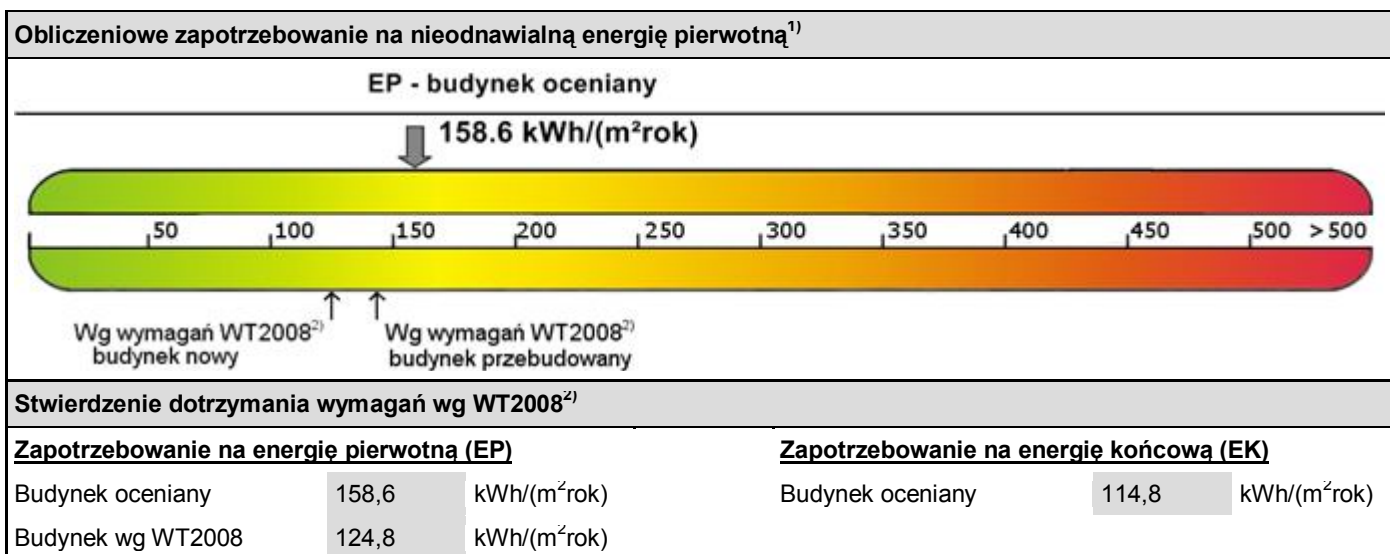 Obliczeniowe zapotrzebowanie na nieodnawialną energię pierwotną¹⁾
EP - budynek oceniany
158.6 kWh/(m²rok)
50 100 150 200 250 300 350 400 450 500 > 500
Wg wymagań WT2008²⁾ budynek nowy
Wg wymagań WT2008²⁾ budynek przebudowany
Stwierdzenie dotrzymania wymagań wg WT2008²⁾
Zapotrzebowanie na energię pierwotną (EP) Zapotrzebowanie na energię końcową (EK)
Budynek oceniany 158,6 kWh/(m²rok) Budynek oceniany 114,8 kWh/(m²rok)
Budynek wg WT2008 124,8 kWh/(m²rok)